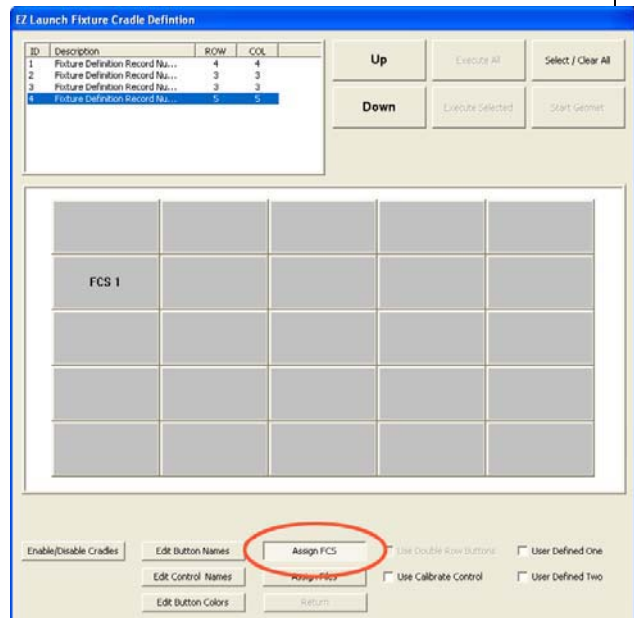 EZ Launch Fixture Cradle Defintion
ID Description ROW COL
1 Fixture Definition Record Nu... 4 4
2 Fixture Definition Record Nu... 3 3
3 Fixture Definition Record Nu... 3 3
4 Fixture Definition Record Nu... 5 5
Up Execute All Select / Clear All
Down Execute Selected Start Geomet
FCS 1
Enable/Disable Cradles Edit Button Names Assign FCS Use Double Row Buttons User Defined One
Edit Control Names Assign Files Use Calibrate Control User Defined Two
Edit Button Colors Return